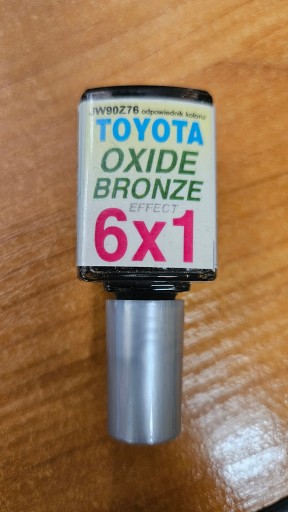 JW90Z76 odpowiednik koloru
TOYOTA
OXIDE
BRONZE
EFFECT
6x1